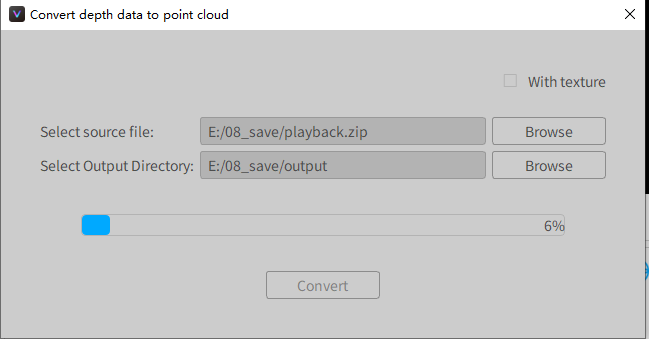 Convert depth data to point cloud
With texture
Select source file: E:/08_save/playback.zip Browse
Select Output Directory: E:/08_save/output Browse
6%
Convert